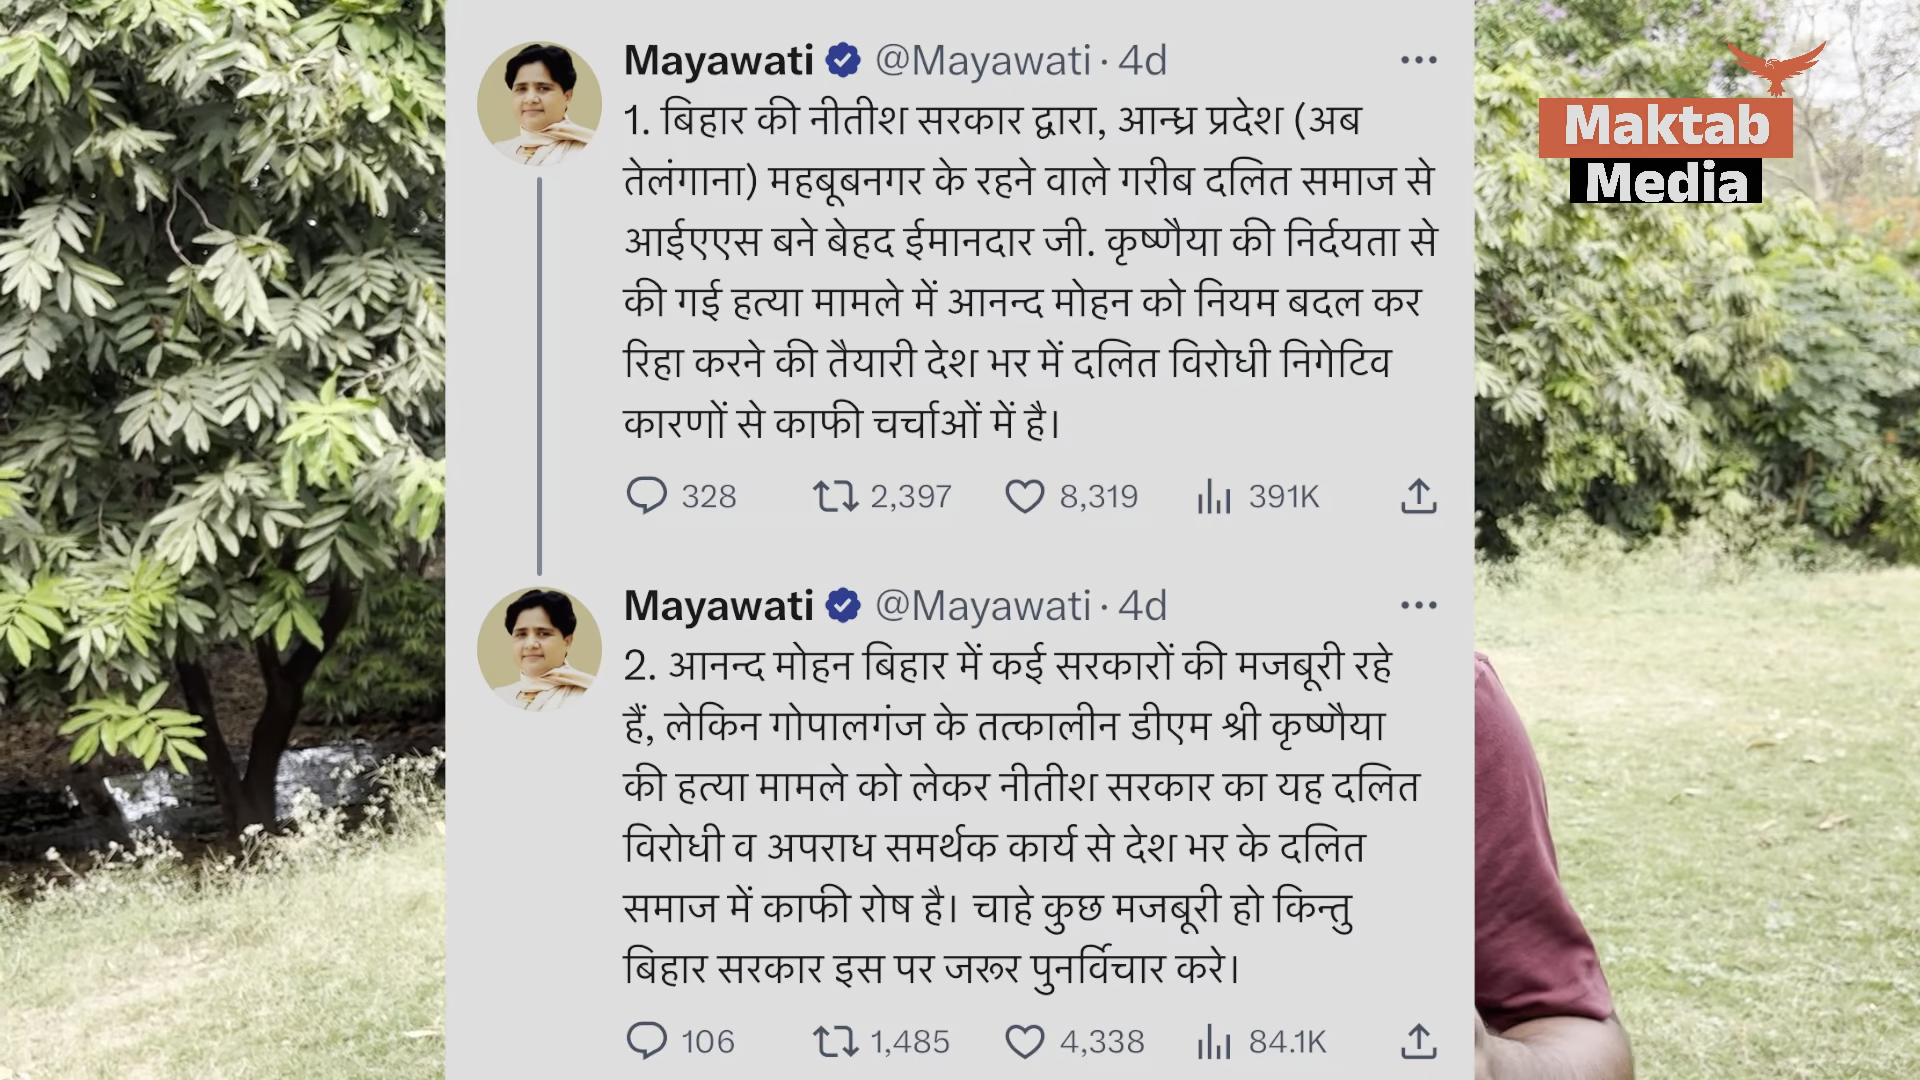 Mayawati @Mayawati · 4d
1. बिहार की नीतीश सरकार द्वारा, आन्ध्र प्रदेश (अब
तेलंगाना) महबूबनगर के रहने वाले गरीब दलित समाज से
आईएएस बने बेहद ईमानदार जी. कृष्णैया की निर्दयता से
की गई हत्या मामले में आनन्द मोहन को नियम बदल कर
रिहा करने की तैयारी देश भर में दलित विरोधी निगेटिव
कारणों से काफी चर्चाओं में है।
328 2,397 8,319 391K
Mayawati @Mayawati · 4d
2. आनन्द मोहन बिहार में कई सरकारों की मजबूरी रहे
हैं, लेकिन गोपालगंज के तत्कालीन डीएम श्री कृष्णैया
की हत्या मामले को लेकर नीतीश सरकार का यह दलित
विरोधी व अपराध समर्थक कार्य से देश भर के दलित
समाज में काफी रोष है। चाहे कुछ मजबूरी हो किन्तु
बिहार सरकार इस पर जरूर पुनर्विचार करे।
106 1,485 4,338 84.1K
Maktab
Media